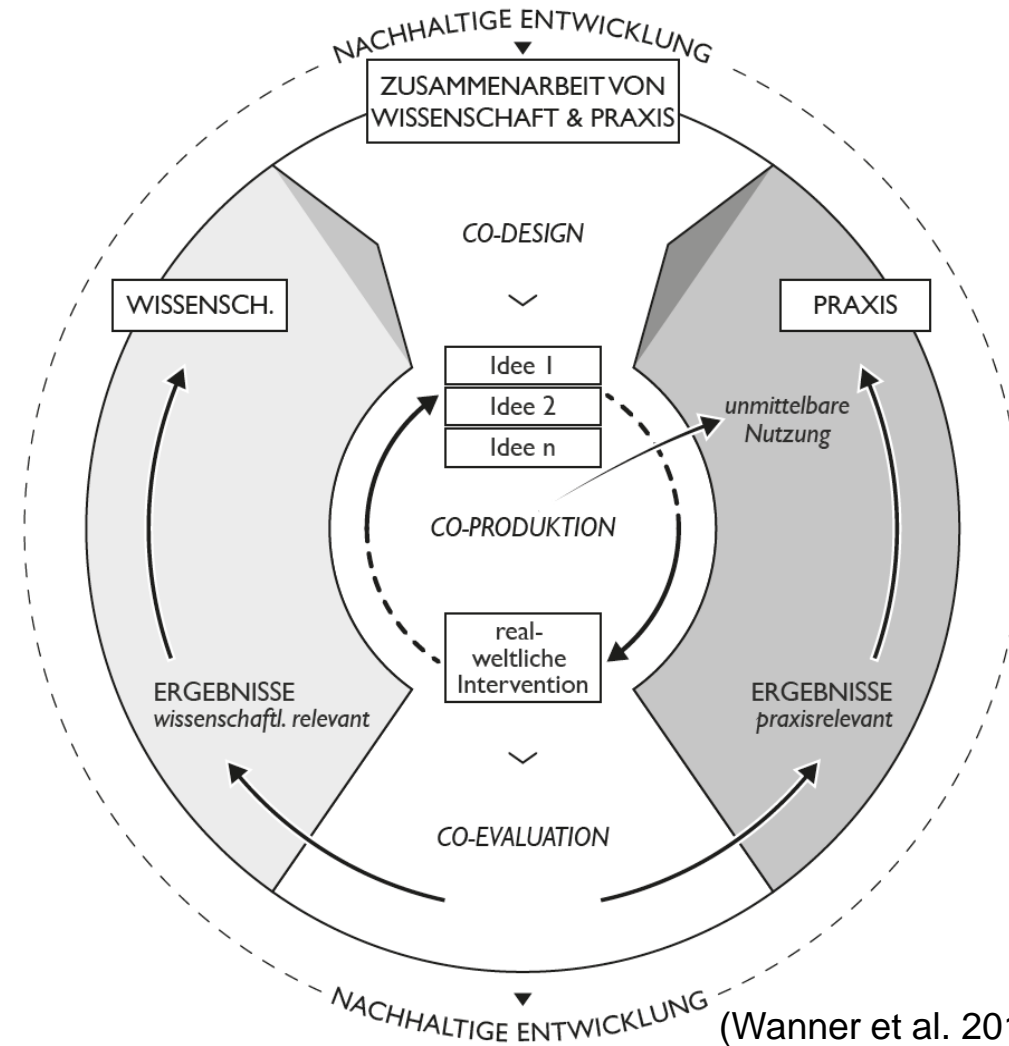 NACHHALTIGE ENTWICKLUNG
ZUSAMMENARBEIT VON
WISSENSCHAFT & PRAXIS
CO-DESIGN
WISSENSCH.
PRAXIS
Idee 1
Idee 2
Idee n
unmittelbare
Nutzung
CO-PRODUKTION
real-
weltliche
Intervention
ERGEBNISSE
wissenschaftl. relevant
ERGEBNISSE
praxisrelevant
CO-EVALUATION
NACHHALTIGE ENTWICKLUNG
(Wanner et al.